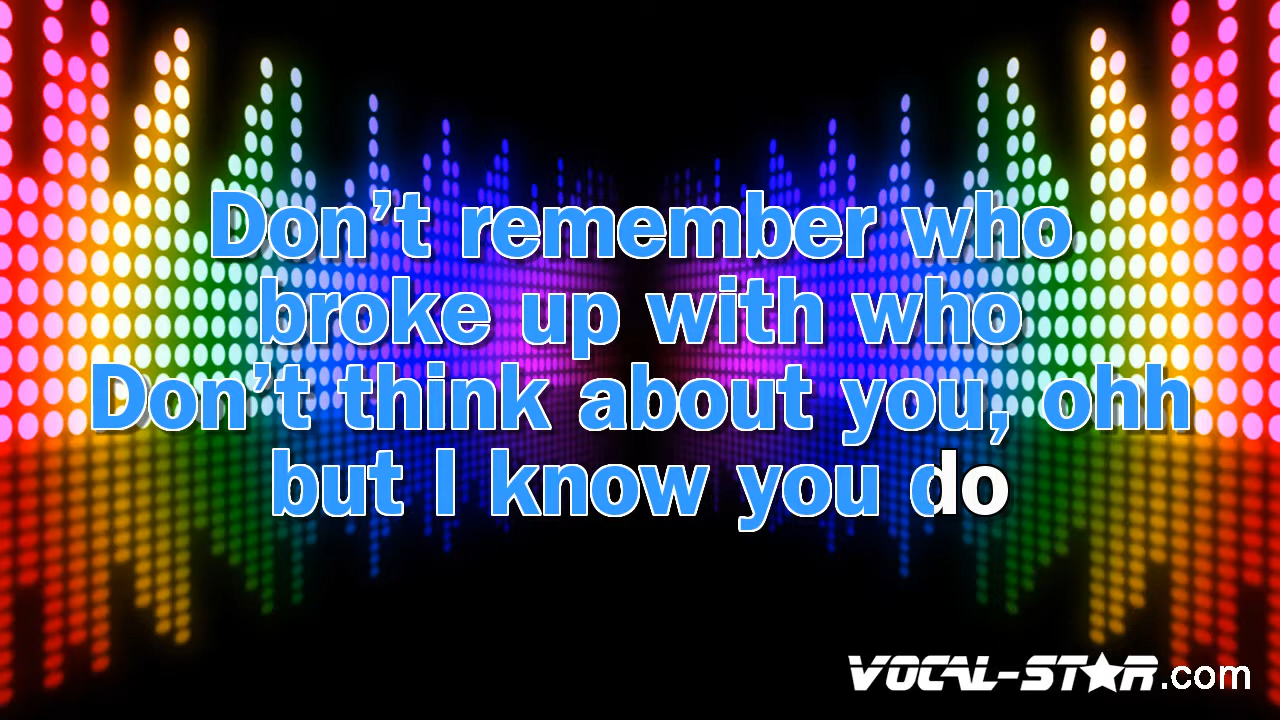 Don't remember who
broke up with who
Don't think about you, ohh
but I know you do
VOCAL-STAR.com